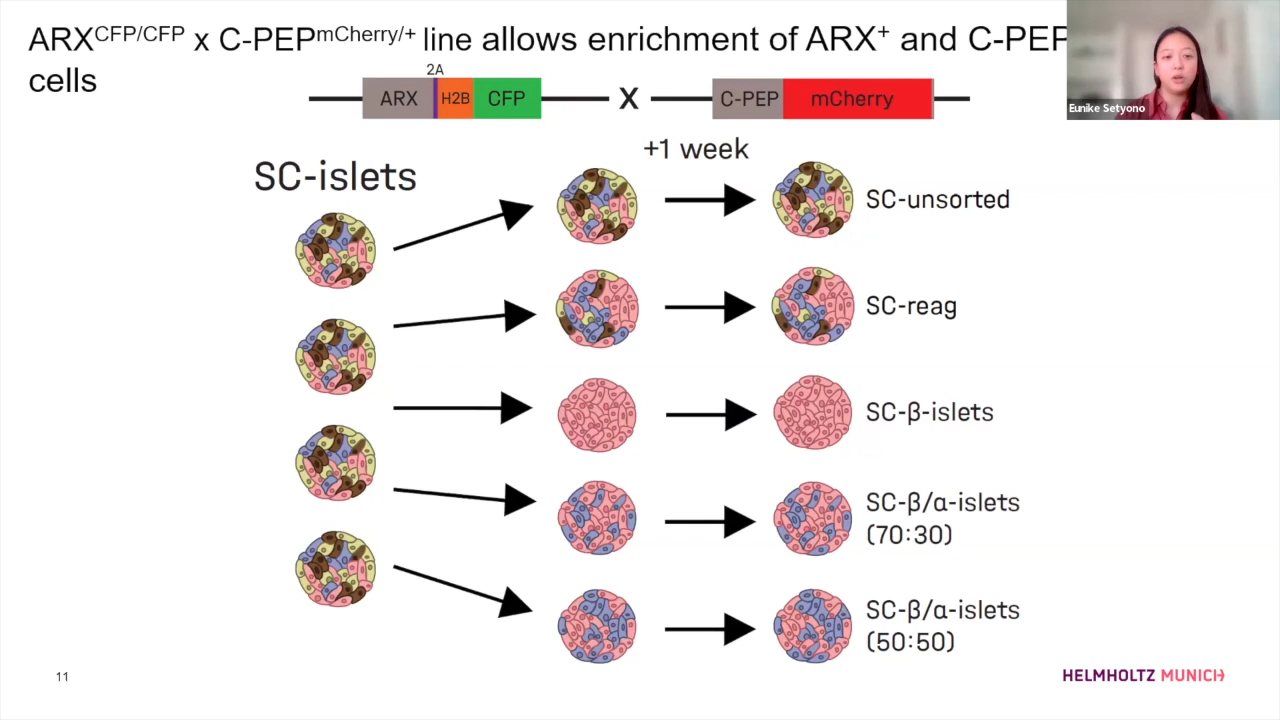 ARX^CFP/CFP x C-PEP^mCherry/+ line allows enrichment of ARX⁺ and C-PEP
cells
Eunike Setyono
2A
ARX H2B CFP X C-PEP mCherry
+1 week
SC-islets
SC-unsorted
SC-reag
SC-β-islets
SC-β/α-islets
(70:30)
SC-β/α-islets
(50:50)
11
HELMHOLTZ MUNICH